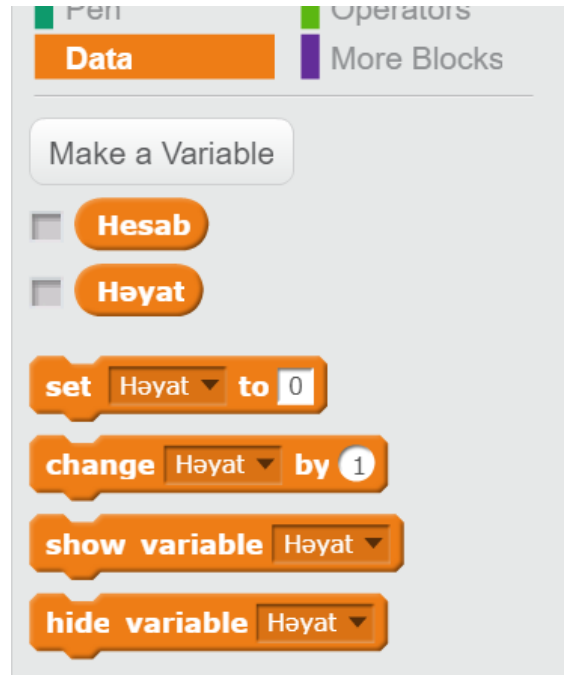 Pen Operators
Data More Blocks
Make a Variable
Hesab
Həyat
set Həyat to 0
change Həyat by 1
show variable Həyat
hide variable Həyat